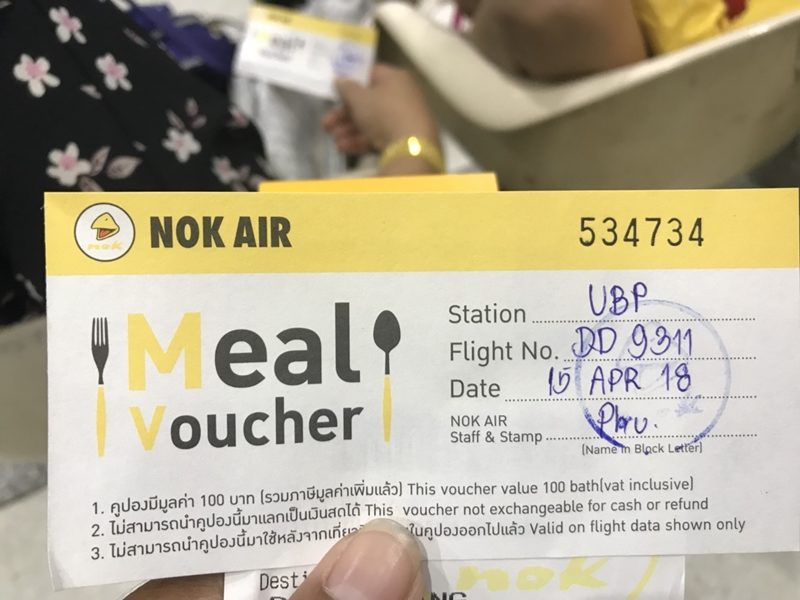 NOK AIR
Meal
nok NOK AIR 534734
Meal
Voucher
Station UBP
Flight No. DD 9311
Date 15 APR 18
NOK AIR
Staff & Stamp
(Name in Block Letter)
1. คูปองมีมูลค่า 100 บาท (รวมภาษีมูลค่าเพิ่มแล้ว) This voucher value 100 bath(vat inclusive)
2. ไม่สามารถนำคูปองนี้มาแลกเป็นเงินสดได้ This voucher not exchangeable for cash or refund
3. ไม่สามารถนำคูปองนี้มาใช้หลังจากเที่ยว ในคูปองออกไปแล้ว Valid on flight data shown only
nok